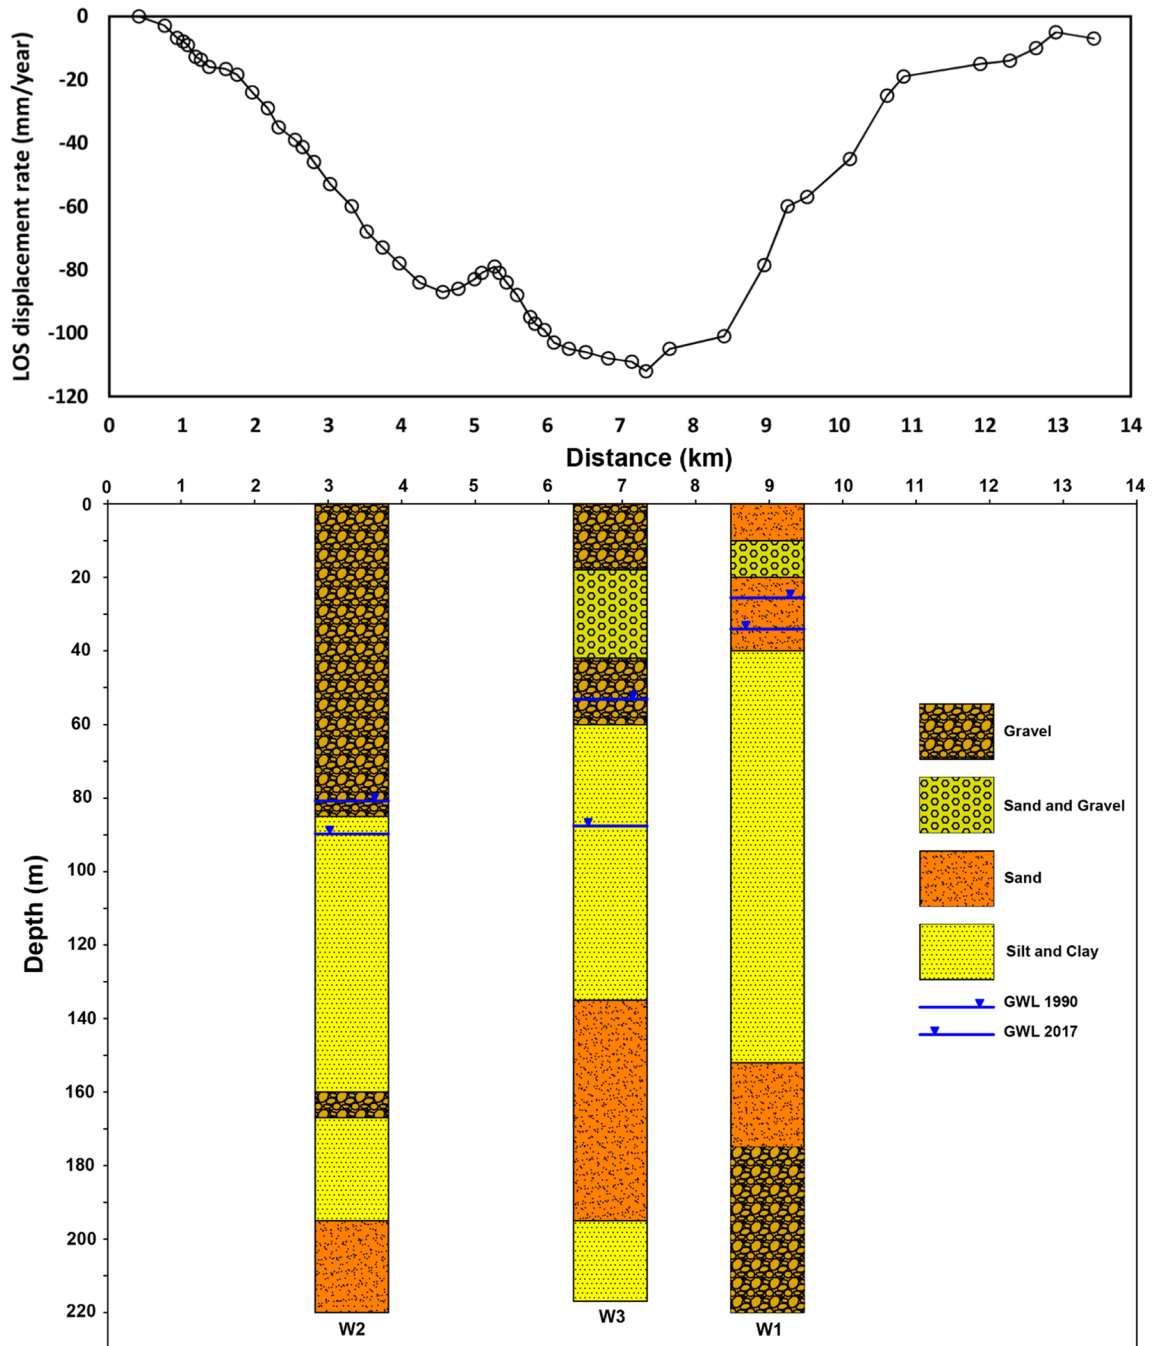 0
-20
-40
-60
-80
-100
-120
LOS displacement rate (mm/year)
0 1 2 3 4 5 6 7 8 9 10 11 12 13 14
Distance (km)
0 1 2 3 4 5 6 7 8 9 10 11 12 13 14
0
20
40
60
80
100
120
140
160
180
200
220
Depth (m)
Gravel
Sand and Gravel
Sand
Silt and Clay
GWL 1990
GWL 2017
W2 W3 W1